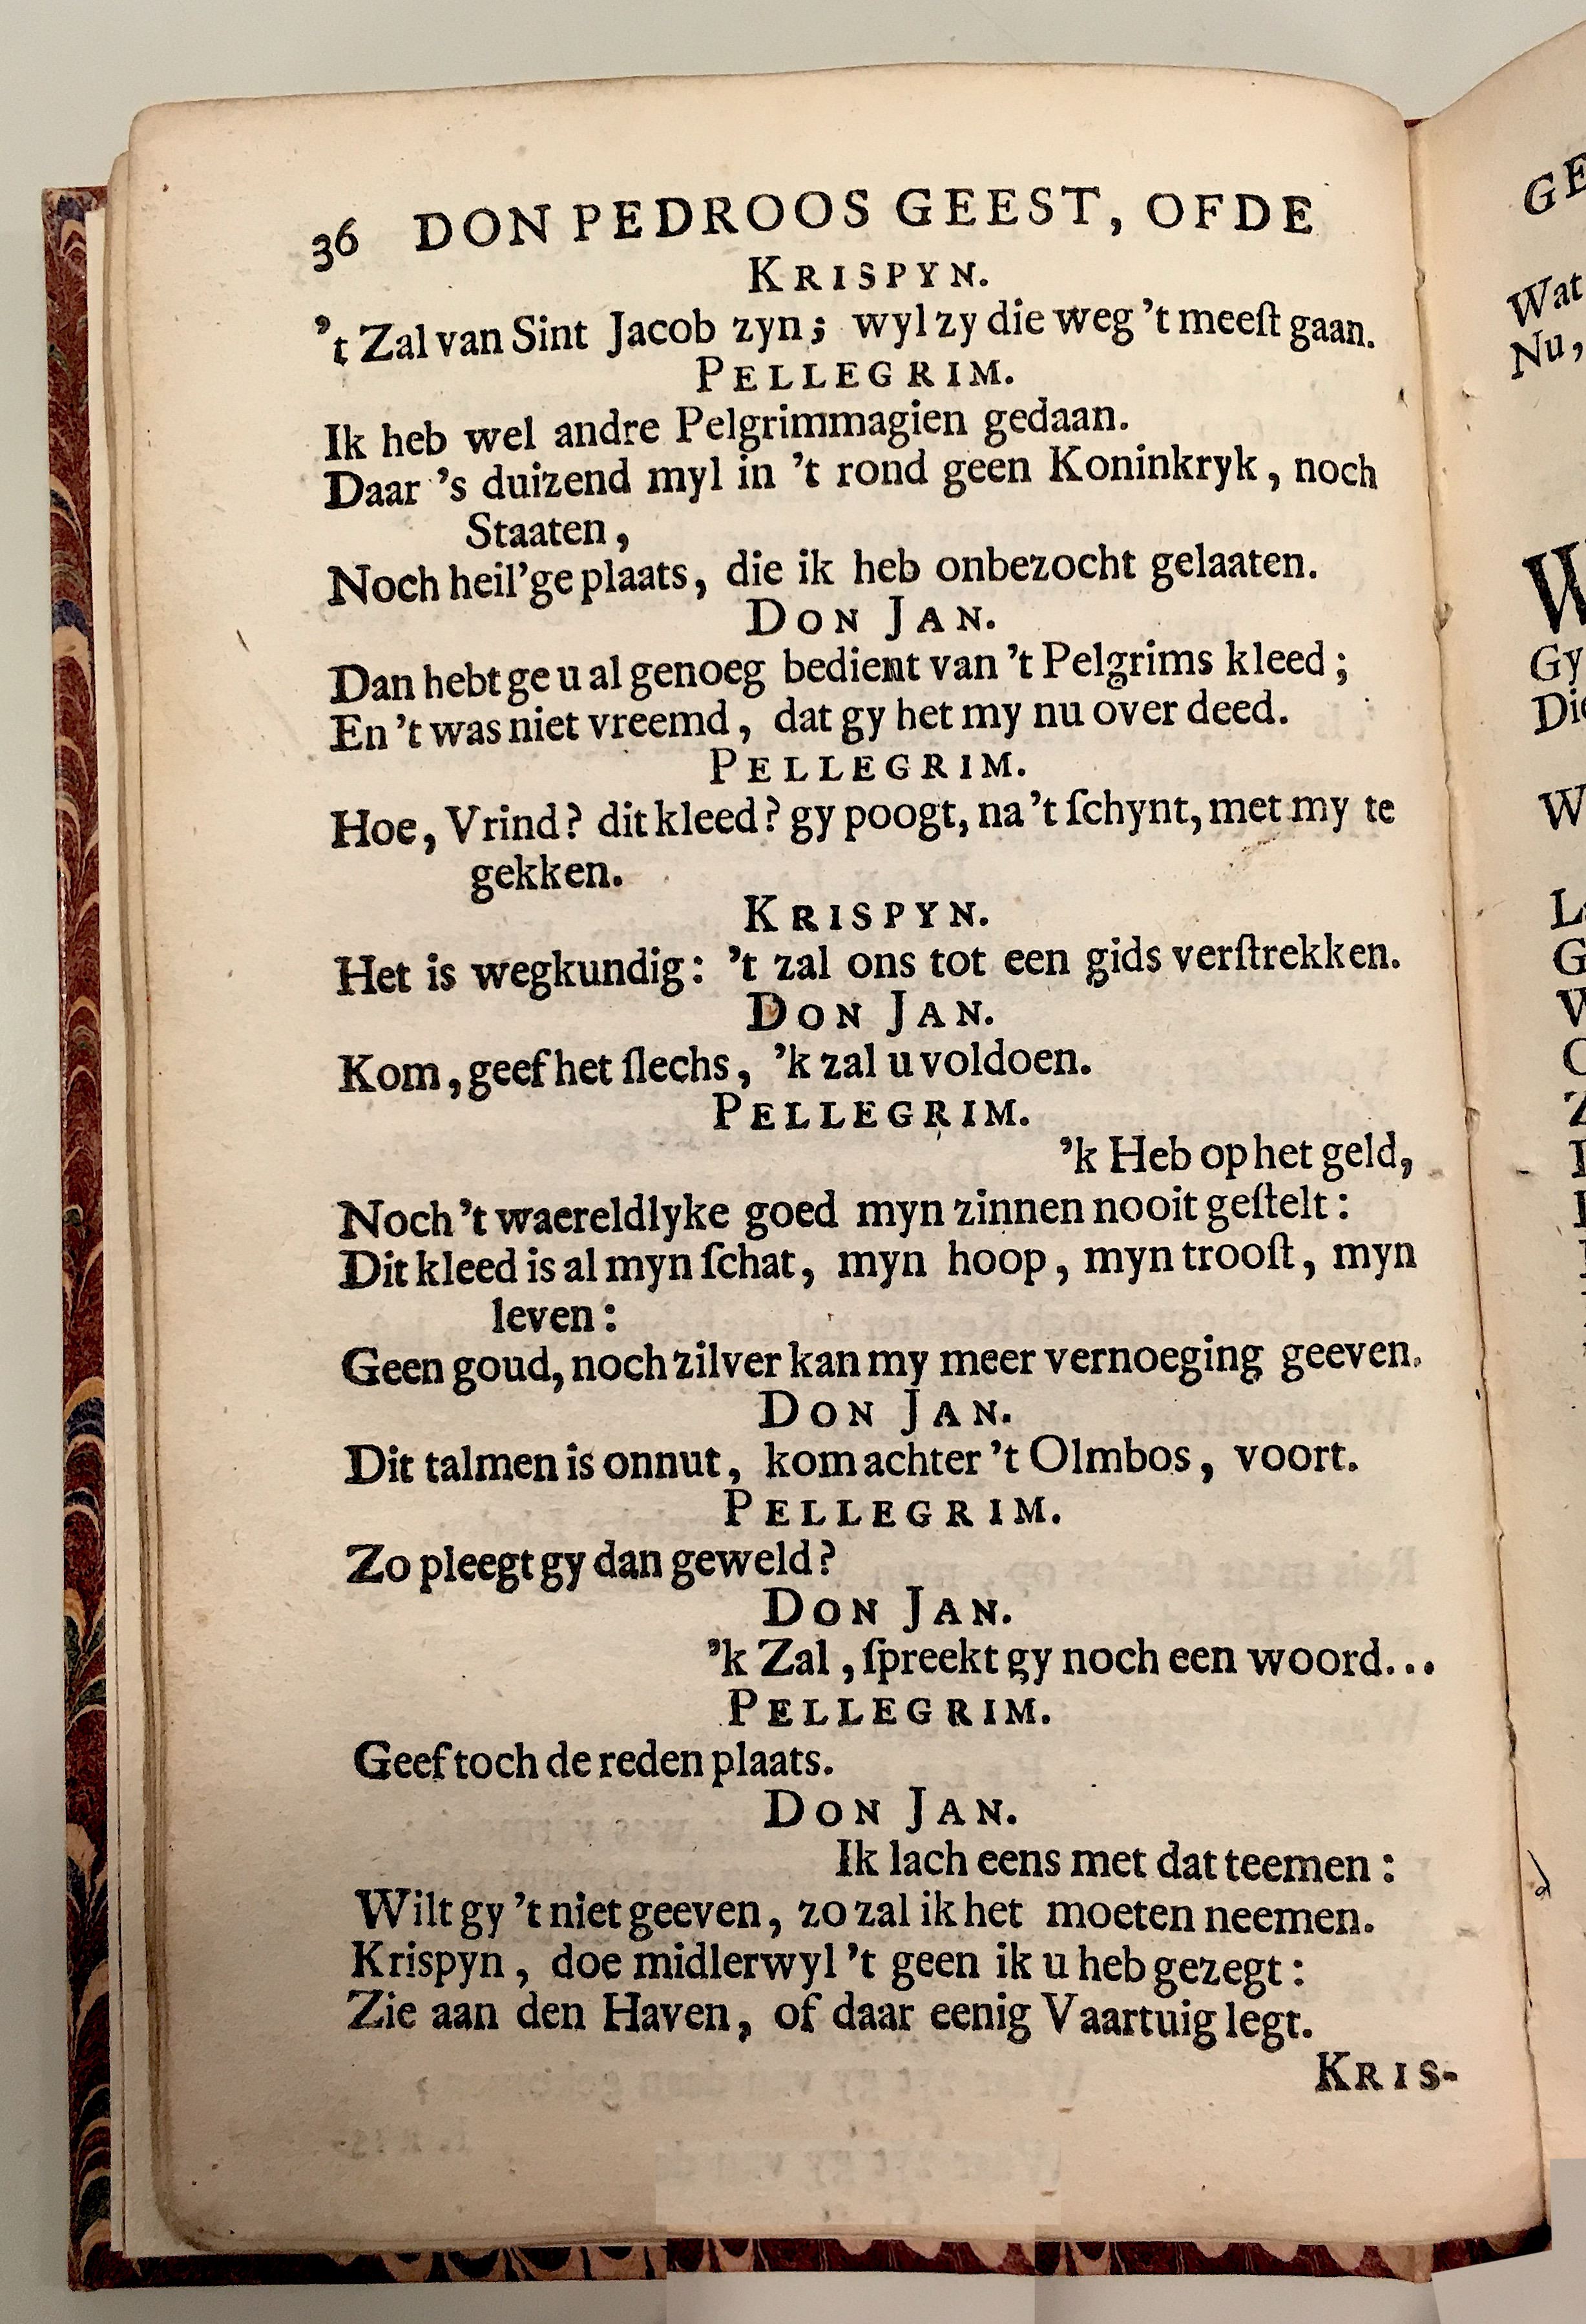 36 DON PEDROOS GEEST, OFDE
KRISPYN.
't Zal van Sint Jacob zyn; wyl zy die weg 't meeſt gaan.
PELLEGRIM.
Ik heb wel andre Pelgrimmagien gedaan.
Daar 's duizend myl in 't rond geen Koninkryk, noch
Staaten,
Noch heil'ge plaats, die ik heb onbezocht gelaaten.
DON JAN.
Dan hebt ge u al genoeg bedient van 't Pelgrims kleed;
En 't was niet vreemd, dat gy het my nu over deed.
PELLEGRIM.
Hoe, Vrind? dit kleed? gy poogt, na 't ſchynt, met my te
gekken.
KRISPYN.
Het is wegkundig: 't zal ons tot een gids verſtrekken.
DON JAN.
Kom, geef het ſlechs, 'k zal u voldoen.
PELLEGRIM.
'k Heb op het geld,
Noch 't waereldlyke goed myn zinnen nooit geſtelt:
Dit kleed is al myn ſchat, myn hoop, myn trooſt, myn
leven:
Geen goud, noch zilver kan my meer vernoeging geeven.
DON JAN.
Dit talmen is onnut, kom achter 't Olmbos, voort.
PELLEGRIM.
Zo pleegt gy dan geweld?
DON JAN.
'k Zal, ſpreekt gy noch een woord...
PELLEGRIM.
Geef toch de reden plaats.
DON JAN.
Ik lach eens met dat teemen:
Wilt gy 't niet geeven, zo zal ik het moeten neemen.
Krispyn, doe midlerwyl 't geen ik u heb gezegt:
Zie aan den Haven, of daar eenig Vaartuig legt.
KRIS-
GE
Wat
Nu,
W
Gy
W